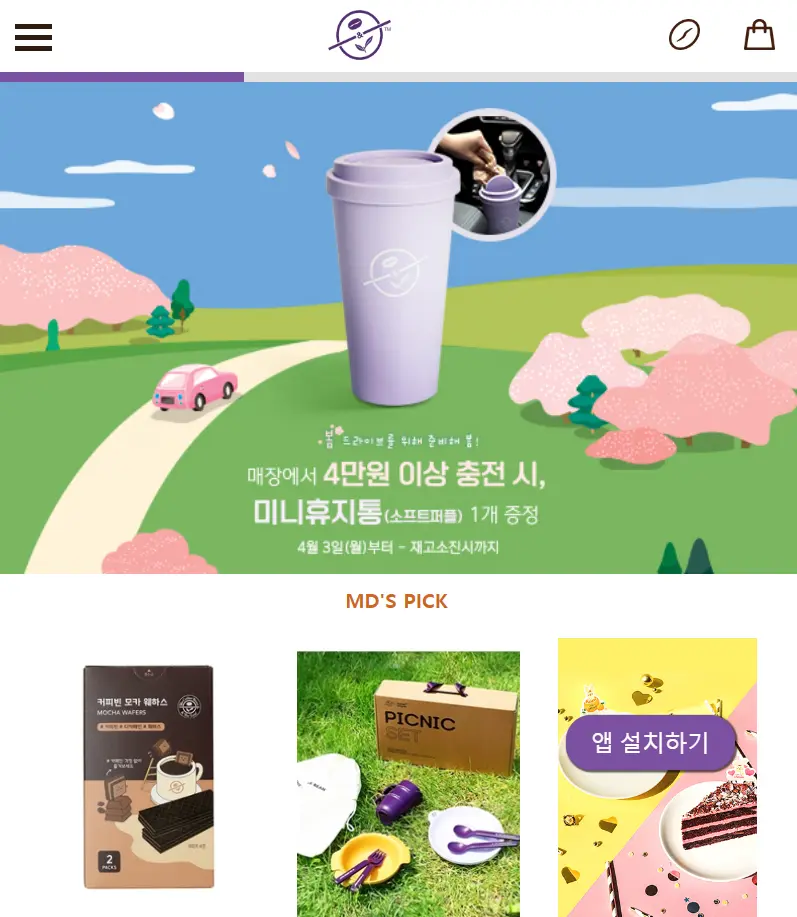 &
TM
봄 드라이브를 위해 준비해 봄!
매장에서 4만원 이상 충전 시,
미니휴지통(소프트퍼플) 1개 증정
4월 3일(월)부터 - 재고소진시까지
MD'S PICK
커피빈 모카 웨하스
MOCHA WAFERS
2
PACKS
PICNIC
SET
앱 설치하기